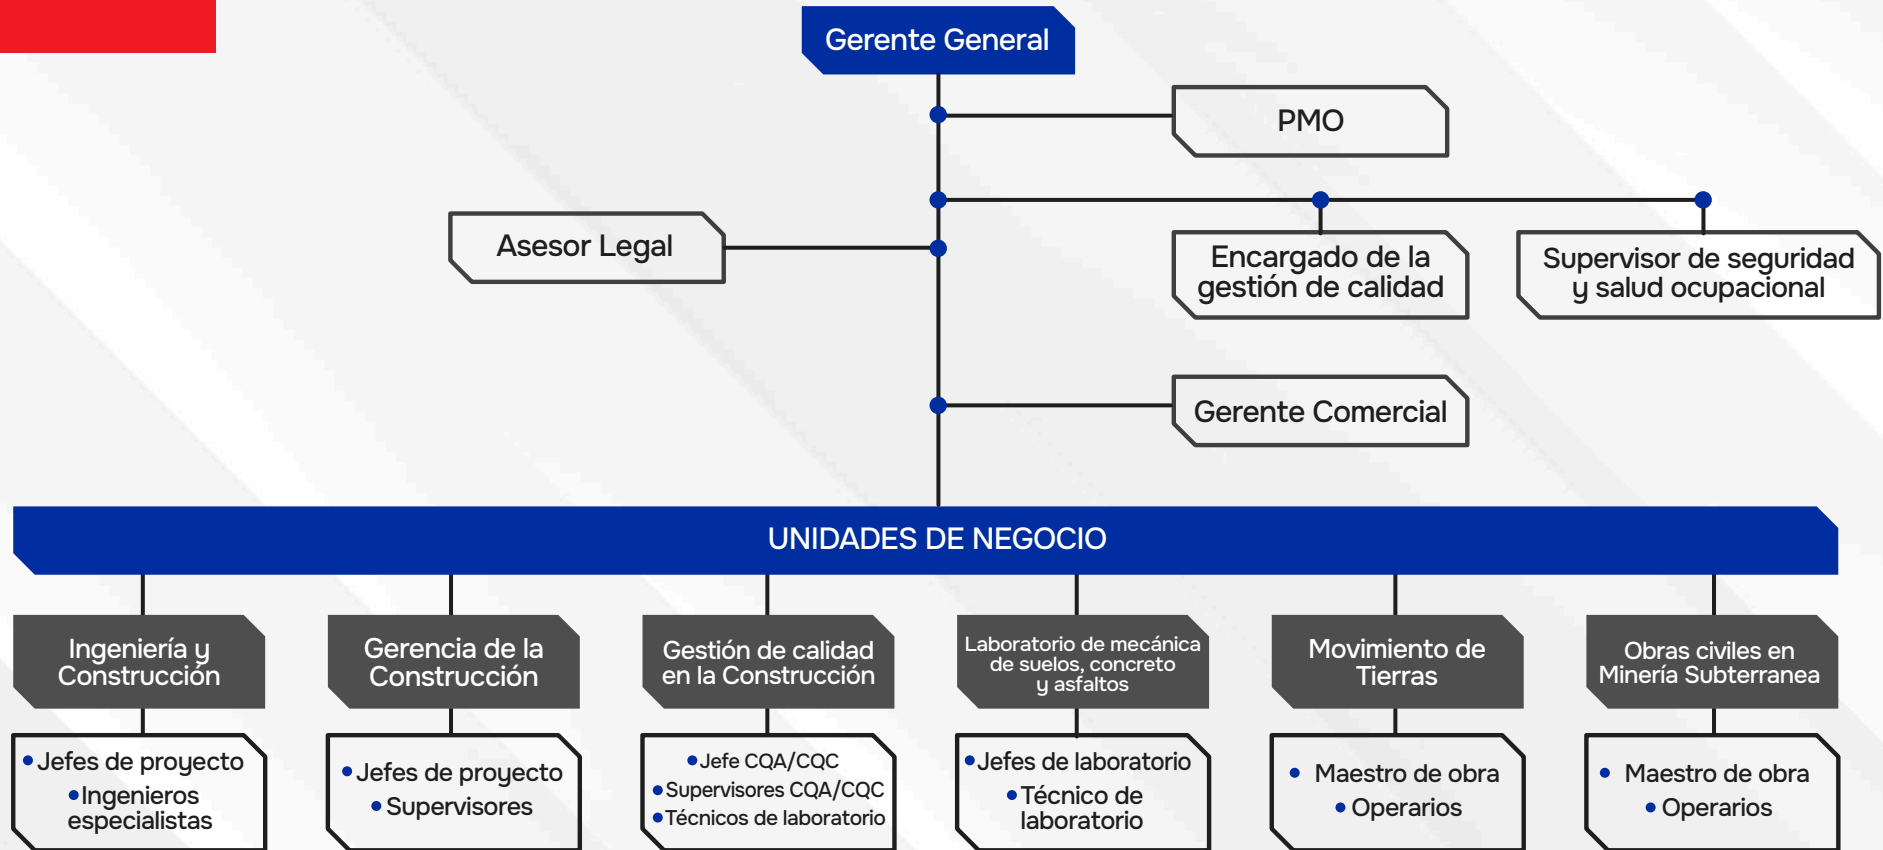 Gerente General
PMO
Asesor Legal
Encargado de la
gestión de calidad
Supervisor de seguridad
y salud ocupacional
Gerente Comercial
UNIDADES DE NEGOCIO
Ingeniería y
Construcción
Gerencia de la
Construcción
Gestión de calidad
en la Construcción
Laboratorio de mecánica
de suelos, concreto
y asfaltos
Movimiento de
Tierras
Obras civiles en
Minería Subterranea
•Jefes de proyecto
•Ingenieros
especialistas
•Jefes de proyecto
•Supervisores
•Jefe CQA/CQC
•Supervisores CQA/CQC
•Técnicos de laboratorio
•Jefes de laboratorio
•Técnico de
laboratorio
• Maestro de obra
• Operarios
• Maestro de obra
• Operarios